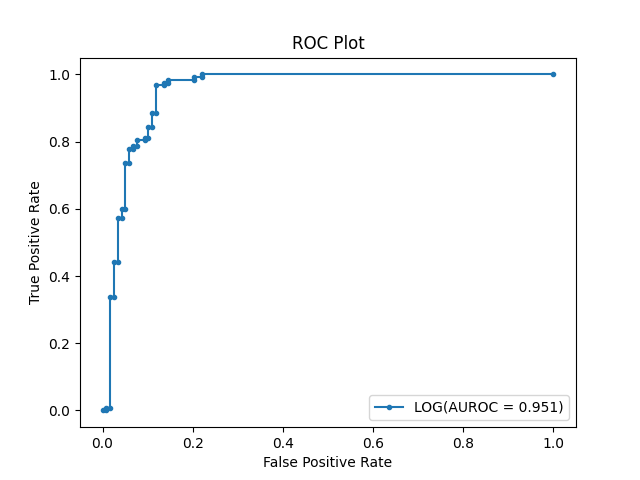 ROC Plot
True Positive Rate
1.0
0.8
0.6
0.4
0.2
0.0
LOG(AUROC = 0.951)
0.0 0.2 0.4 0.6 0.8 1.0
False Positive Rate